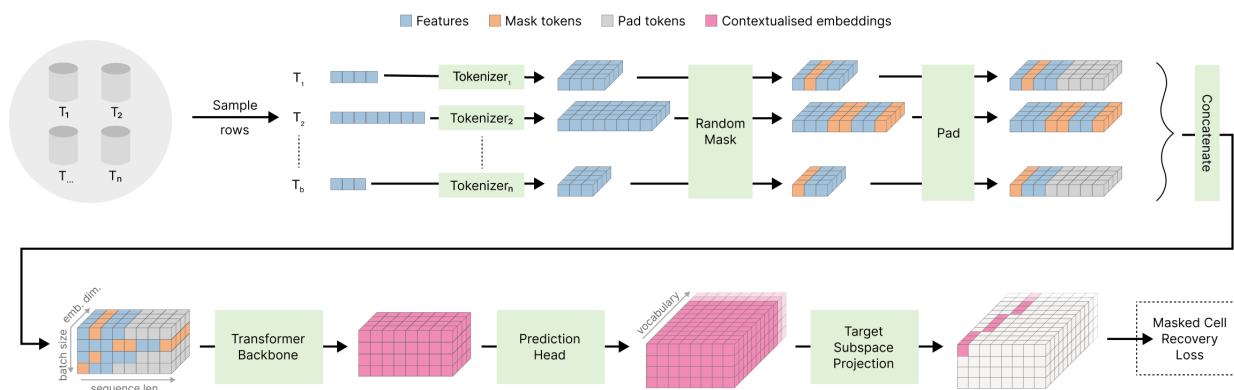 Features Mask tokens Pad tokens Contextualised embeddings
T1 T2
T... Tn
Sample
rows
T1 Tokenizer1
T2 Tokenizer2
Tb Tokenizern
Random
Mask
Pad
Concatenate
emb. dim.
batch size
sequence len.
Transformer
Backbone
Prediction
Head
vocabulary
Target
Subspace
Projection
Masked Cell
Recovery
Loss